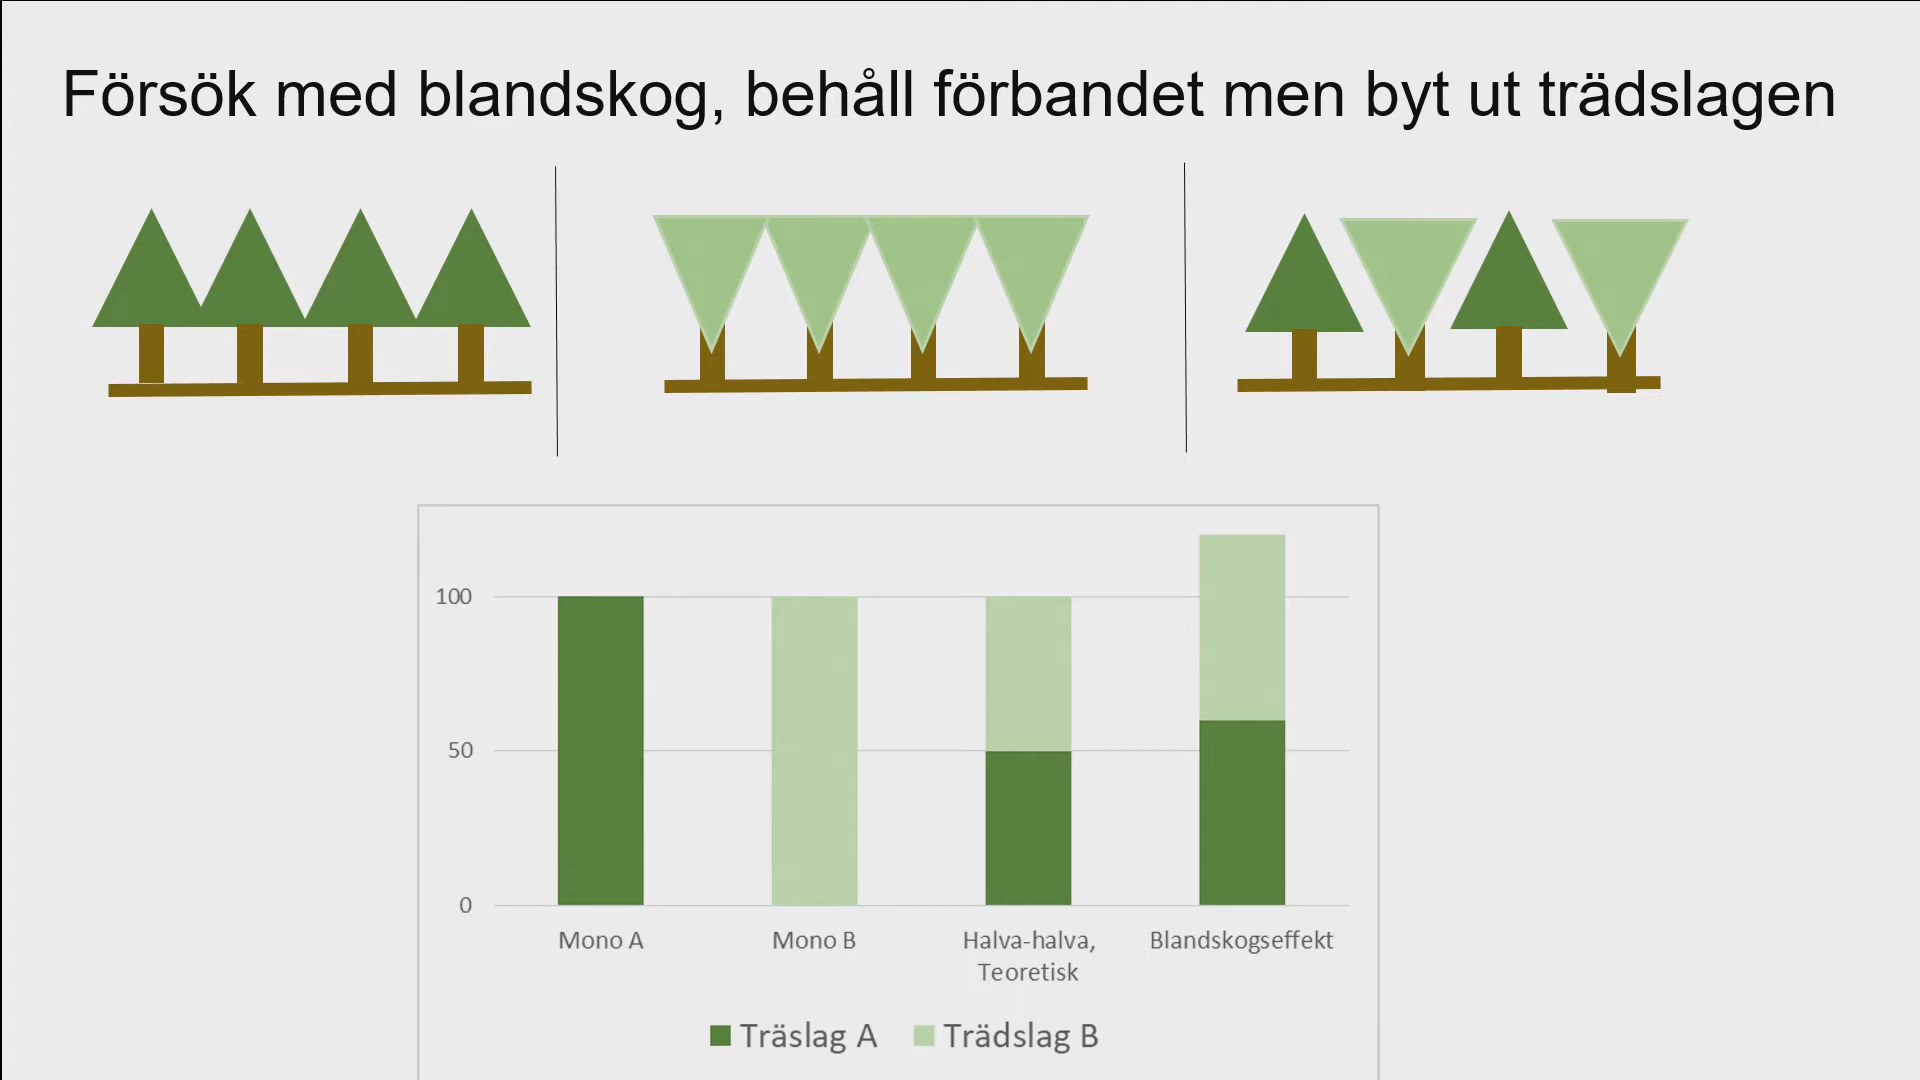 Försök med blandskog, behåll förbandet men byt ut trädslagen
100
50
0
Mono A
Mono B
Halva-halva,
Teoretisk
Blandskogseffekt
Träslag A
Trädslag B